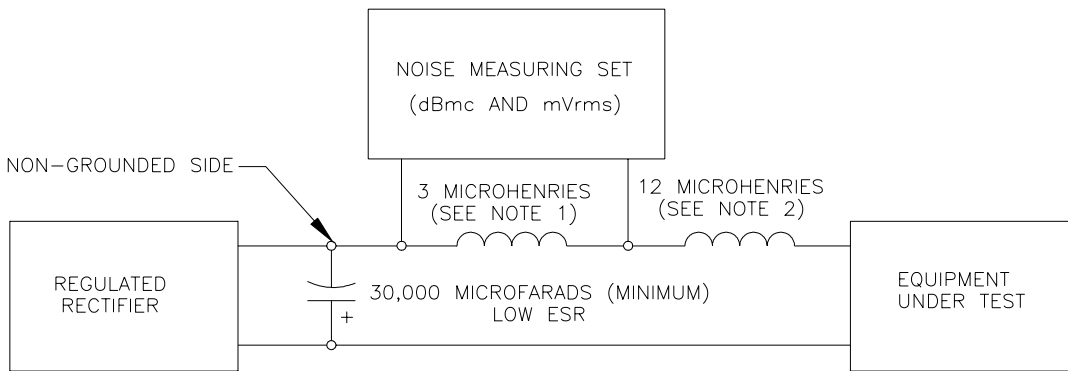 NOISE MEASURING SET
(dBmc AND mVrms)
NON-GROUNDED SIDE
3 MICROHENRIES
(SEE NOTE 1)
12 MICROHENRIES
(SEE NOTE 2)
REGULATED
RECTIFIER
30,000 MICROFARADS (MINIMUM)
LOW ESR
+
EQUIPMENT
UNDER TEST